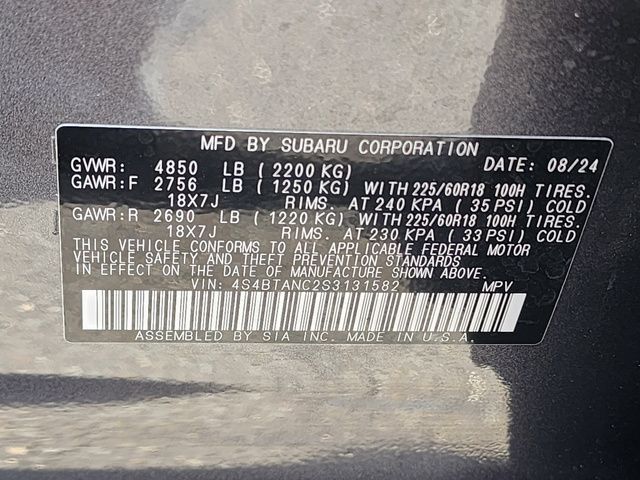 MFD BY SUBARU CORPORATION DATE: 08/24
GVWR: 4850 LB ( 2200 KG)
GAWR:F 2756 LB ( 1250 KG) WITH 225/60R18 100H TIRES.
18X7J RIMS. AT 240 KPA ( 35 PSI) COLD
GAWR:R 2690 LB ( 1220 KG) WITH 225/60R18 100H TIRES.
18X7J RIMS. AT 230 KPA ( 33 PSI) COLD
THIS VEHICLE CONFORMS TO ALL APPLICABLE FEDERAL MOTOR
VEHICLE SAFETY AND THEFT PREVENTION STANDARDS
IN EFFECT ON THE DATE OF MANUFACTURE SHOWN ABOVE.
VIN: 4S4BTANC2S3131582 MPV
ASSEMBLED BY SIA INC. MADE IN U.S.A.